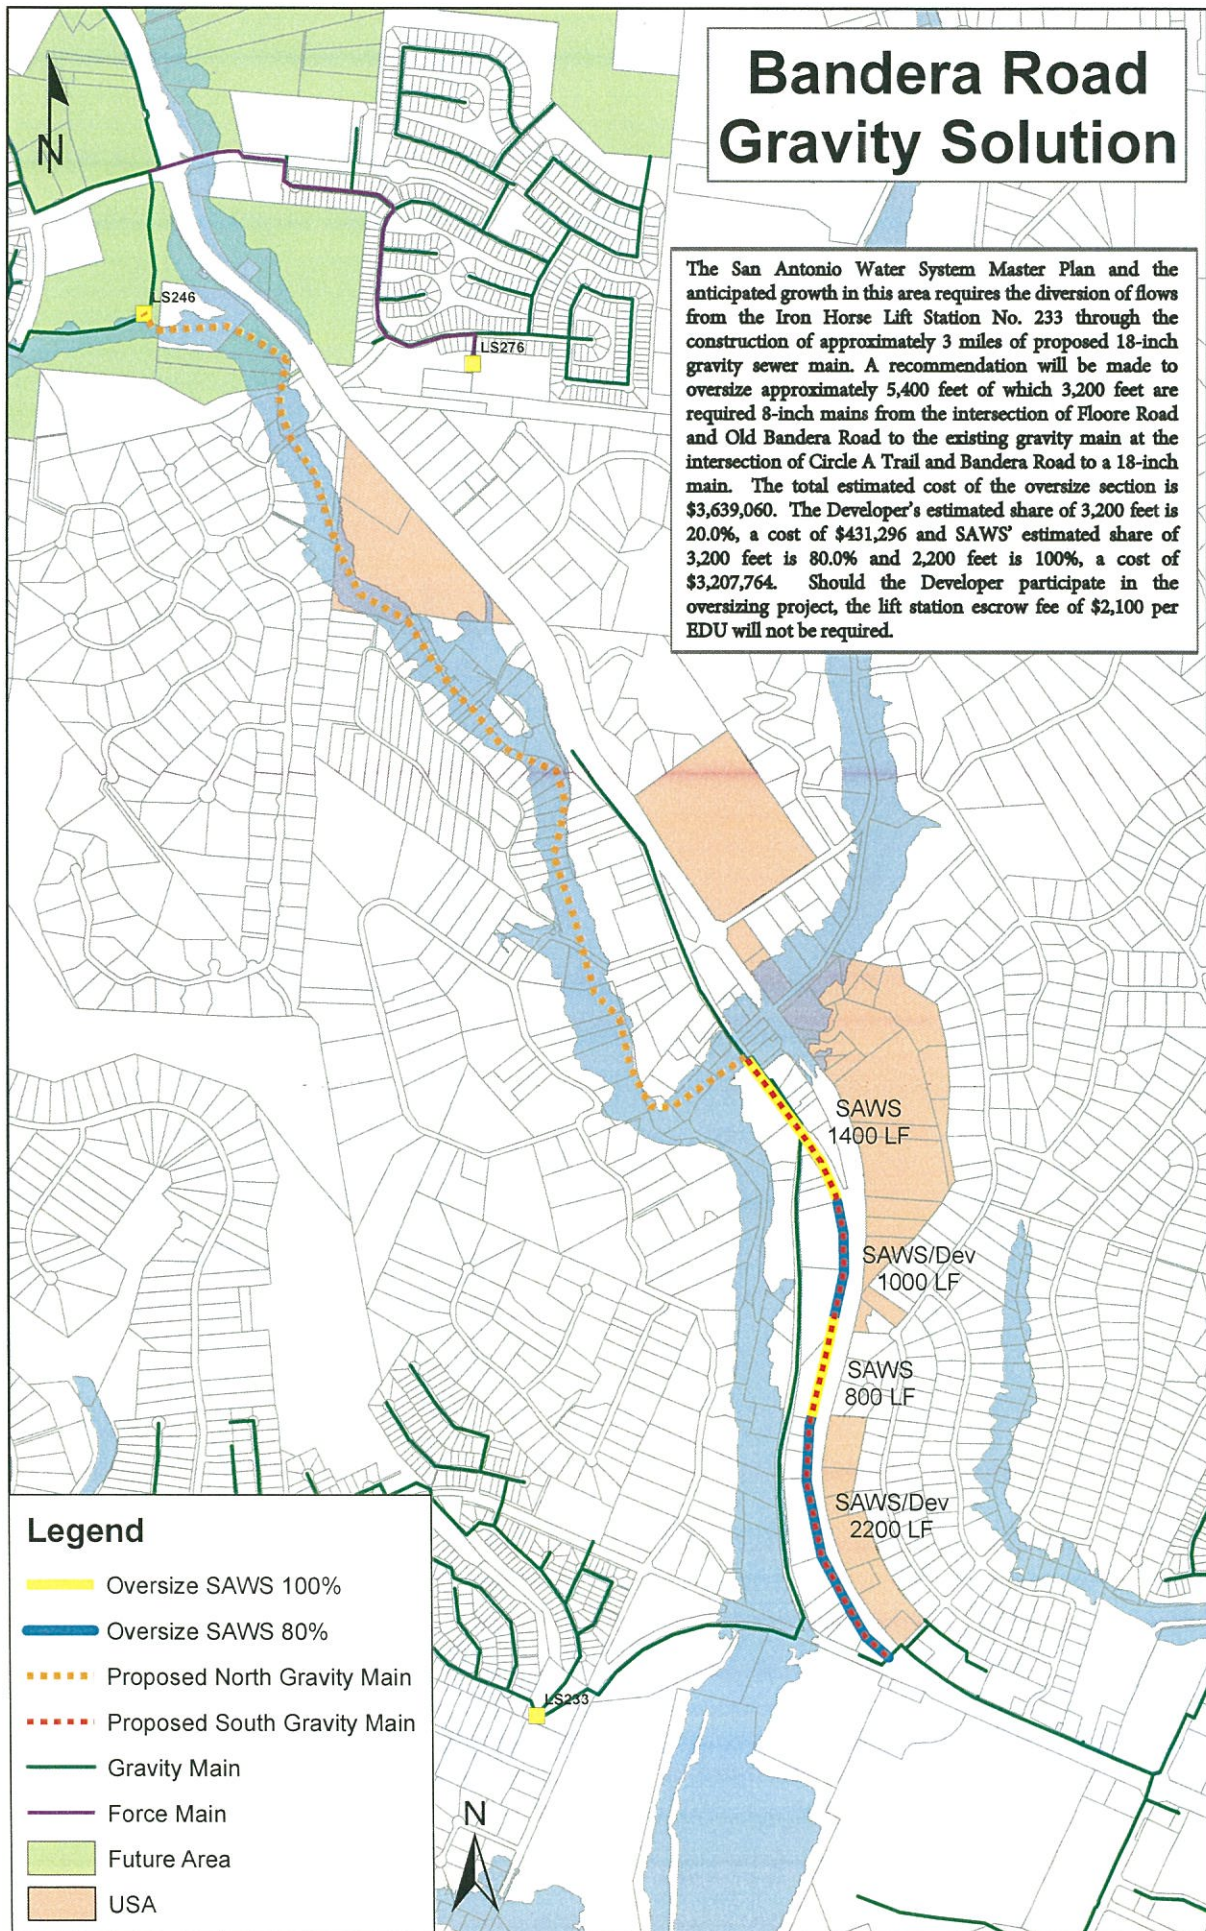 Bandera Road
Gravity Solution
N
The San Antonio Water System Master Plan and the
anticipated growth in this area requires the diversion of flows
from the Iron Horse Lift Station No. 233 through the
construction of approximately 3 miles of proposed 18-inch
gravity sewer main. A recommendation will be made to
oversize approximately 5,400 feet of which 3,200 feet are
required 8-inch mains from the intersection of Floore Road
and Old Bandera Road to the existing gravity main at the
intersection of Circle A Trail and Bandera Road to a 18-inch
main. The total estimated cost of the oversize section is
$3,639,060. The Developer's estimated share of 3,200 feet is
20.0%, a cost of $431,296 and SAWS' estimated share of
3,200 feet is 80.0% and 2,200 feet is 100%, a cost of
$3,207,764. Should the Developer participate in the
oversizing project, the lift station escrow fee of $2,100 per
EDU will not be required.
LS246
LS276
SAWS
1400 LF
SAWS/Dev
1000 LF
SAWS
800 LF
SAWS/Dev
2200 LF
LS233
Legend
Oversize SAWS 100%
Oversize SAWS 80%
Proposed North Gravity Main
Proposed South Gravity Main
Gravity Main
Force Main
Future Area
USA
N